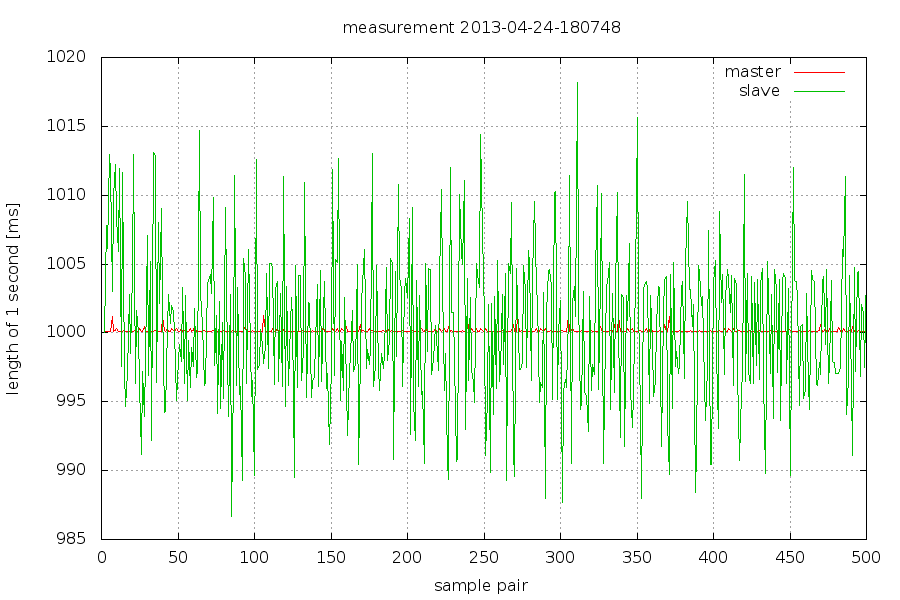 measurement 2013-04-24-180748
master
slave
length of 1 second [ms]
1020
1015
1010
1005
1000
995
990
985
0 50 100 150 200 250 300 350 400 450 500
sample pair